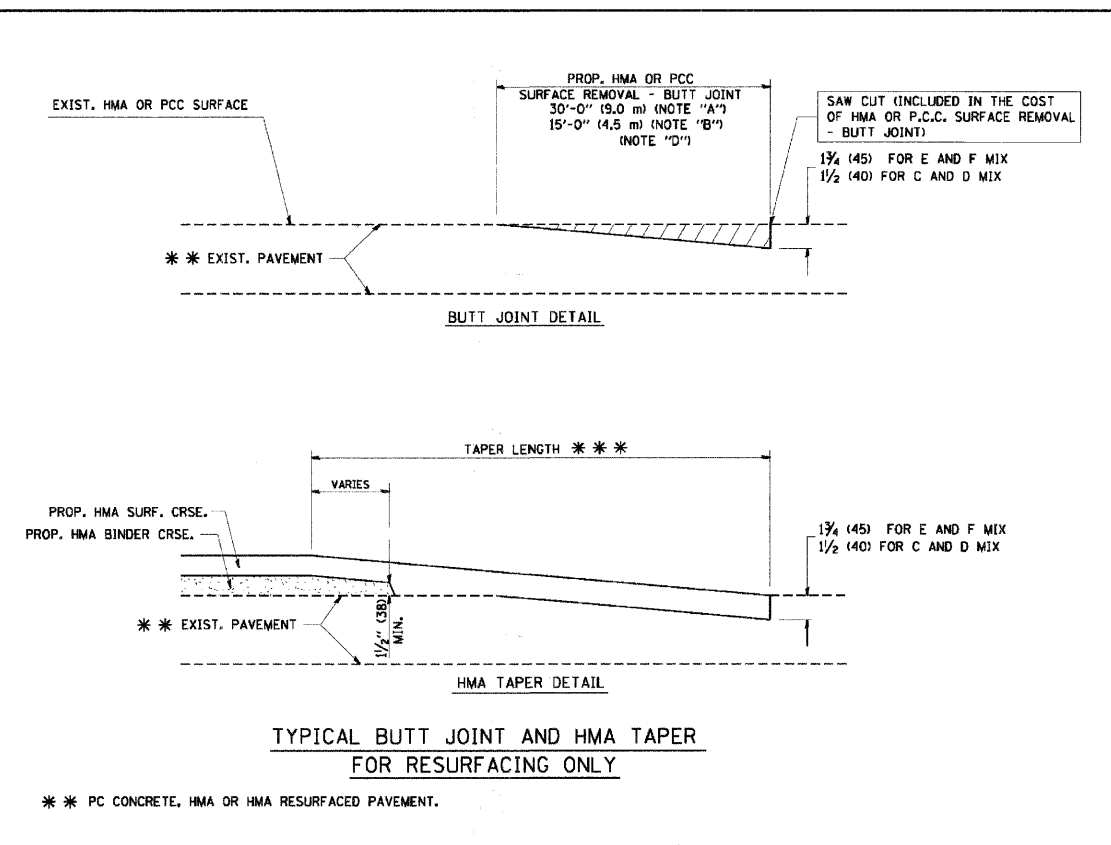 PROP. HMA OR PCC
SURFACE REMOVAL - BUTT JOINT
30'-0" (9.0 m) (NOTE "A")
15'-0" (4.5 m) (NOTE "B")
(NOTE "D")
EXIST. HMA OR PCC SURFACE
SAW CUT (INCLUDED IN THE COST
OF HMA OR P.C.C. SURFACE REMOVAL
- BUTT JOINT)
1¾ (45) FOR E AND F MIX
1½ (40) FOR C AND D MIX
** EXIST. PAVEMENT
BUTT JOINT DETAIL
TAPER LENGTH ***
VARIES
PROP. HMA SURF. CRSE.
PROP. HMA BINDER CRSE.
1¾ (45) FOR E AND F MIX
1½ (40) FOR C AND D MIX
** EXIST. PAVEMENT
1½" (38)
MIN.
HMA TAPER DETAIL
TYPICAL BUTT JOINT AND HMA TAPER
FOR RESURFACING ONLY
** PC CONCRETE, HMA OR HMA RESURFACED PAVEMENT.